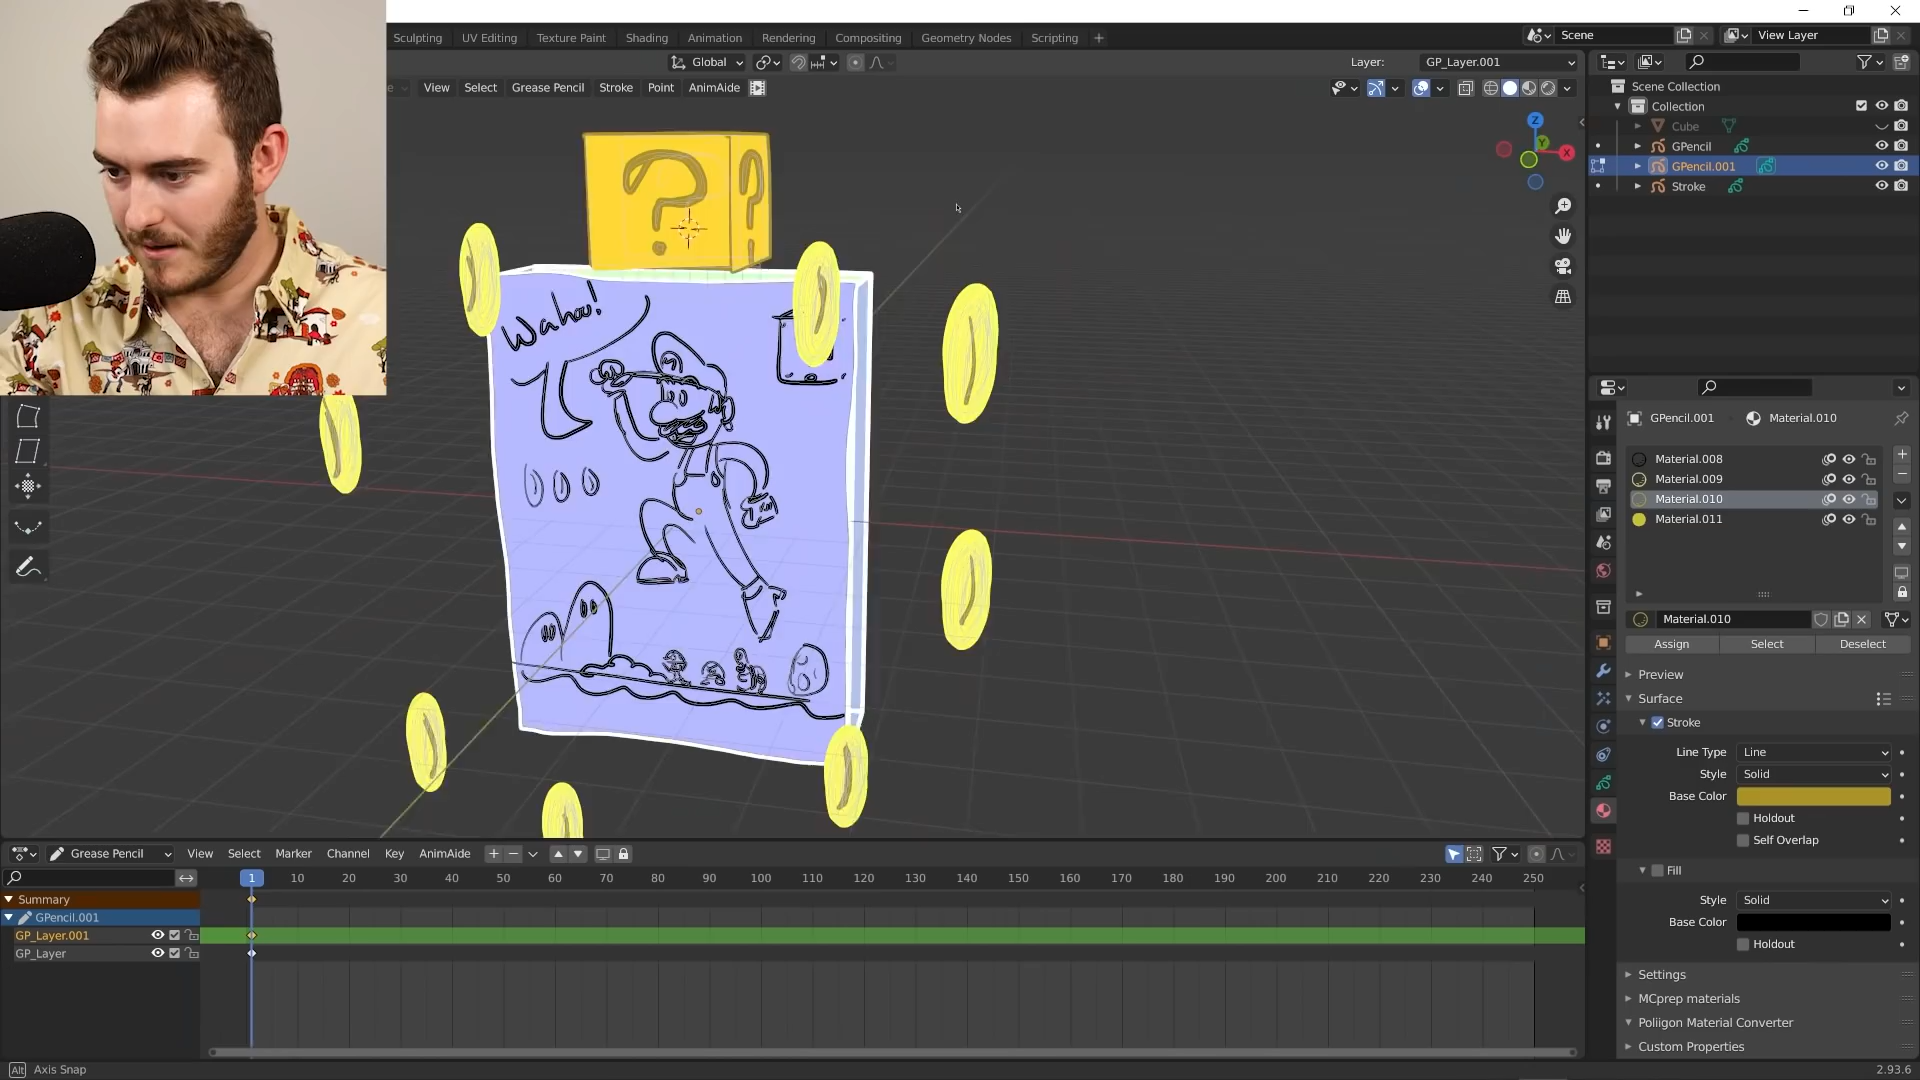 Sculpting UV Editing Texture Paint Shading Animation Rendering Compositing Geometry Nodes Scripting +
Scene
View Layer
Global
Layer: GP_Layer.001
View Select Grease Pencil Stroke Point AnimAide
Z
Y
X
Scene Collection
Collection
Cube
GPencil
GPencil.001
Stroke
?
?
Wahoo!
M
GPencil.001 Material.010
Material.008
Material.009
Material.010
Material.011
Material.010
Assign Select Deselect
Preview
Surface
Stroke
Line Type Line
Style Solid
Base Color
Holdout
Self Overlap
Fill
Style Solid
Base Color
Holdout
Settings
MCprep materials
Poliigon Material Converter
Custom Properties
Grease Pencil View Select Marker Channel Key AnimAide
1 10 20 30 40 50 60 70 80 90 100 110 120 130 140 150 160 170 180 190 200 210 220 230 240 250
Summary
GPencil.001
GP_Layer.001
GP_Layer
Alt Axis Snap
2.93.6